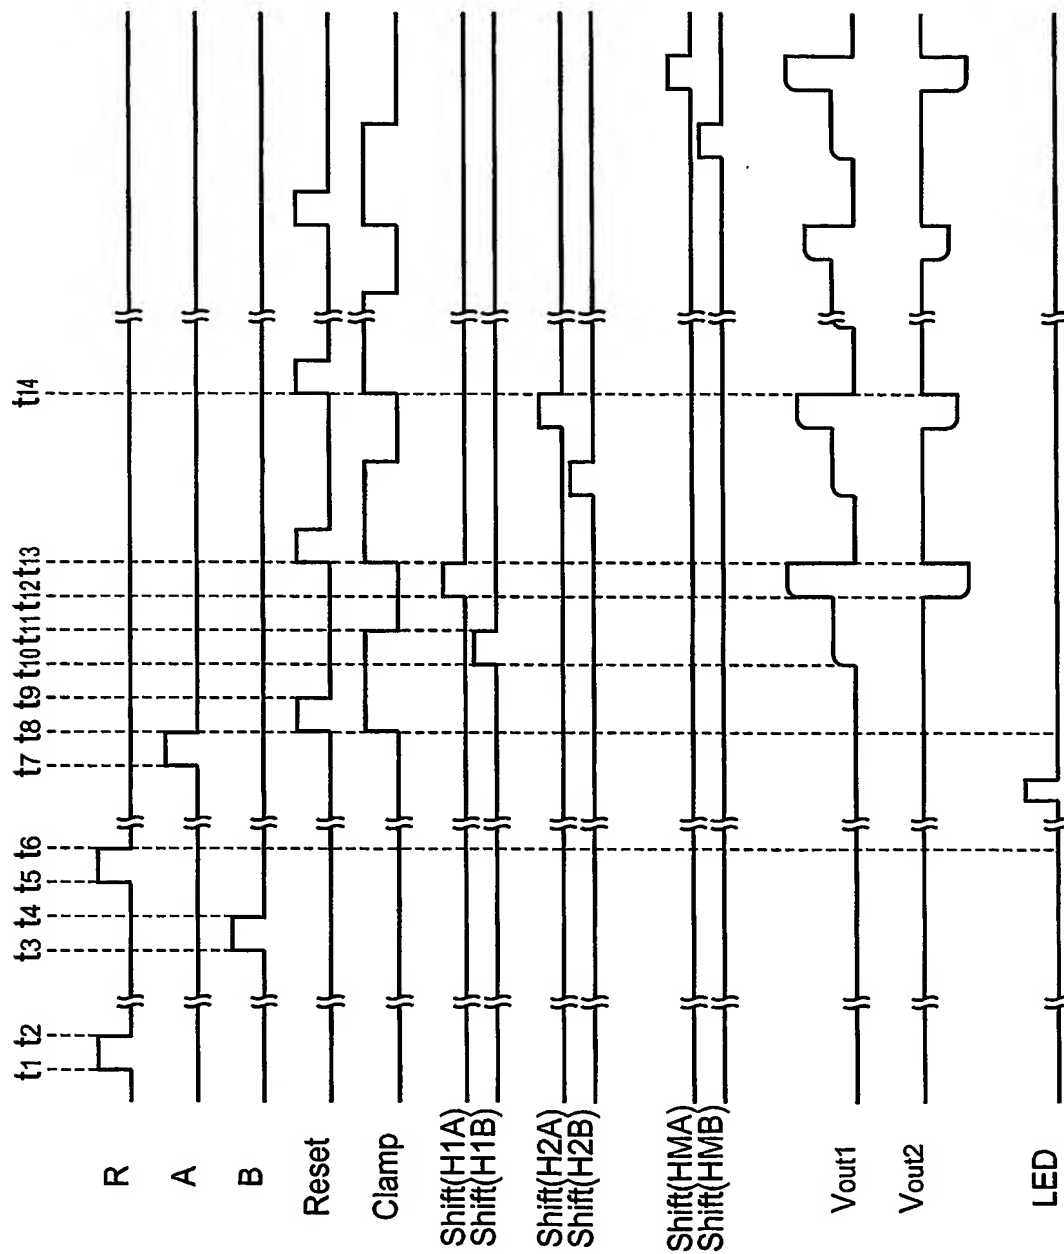 t1 t2 t3 t4 t5 t6 t7 t8 t9 t10 t11 t12 t13 t14
R
A
B
Reset
Clamp
Shift(H1A)
Shift(H1B)
Shift(H2A)
Shift(H2B)
Shift(HMA)
Shift(HMB)
Vout1
Vout2
LED